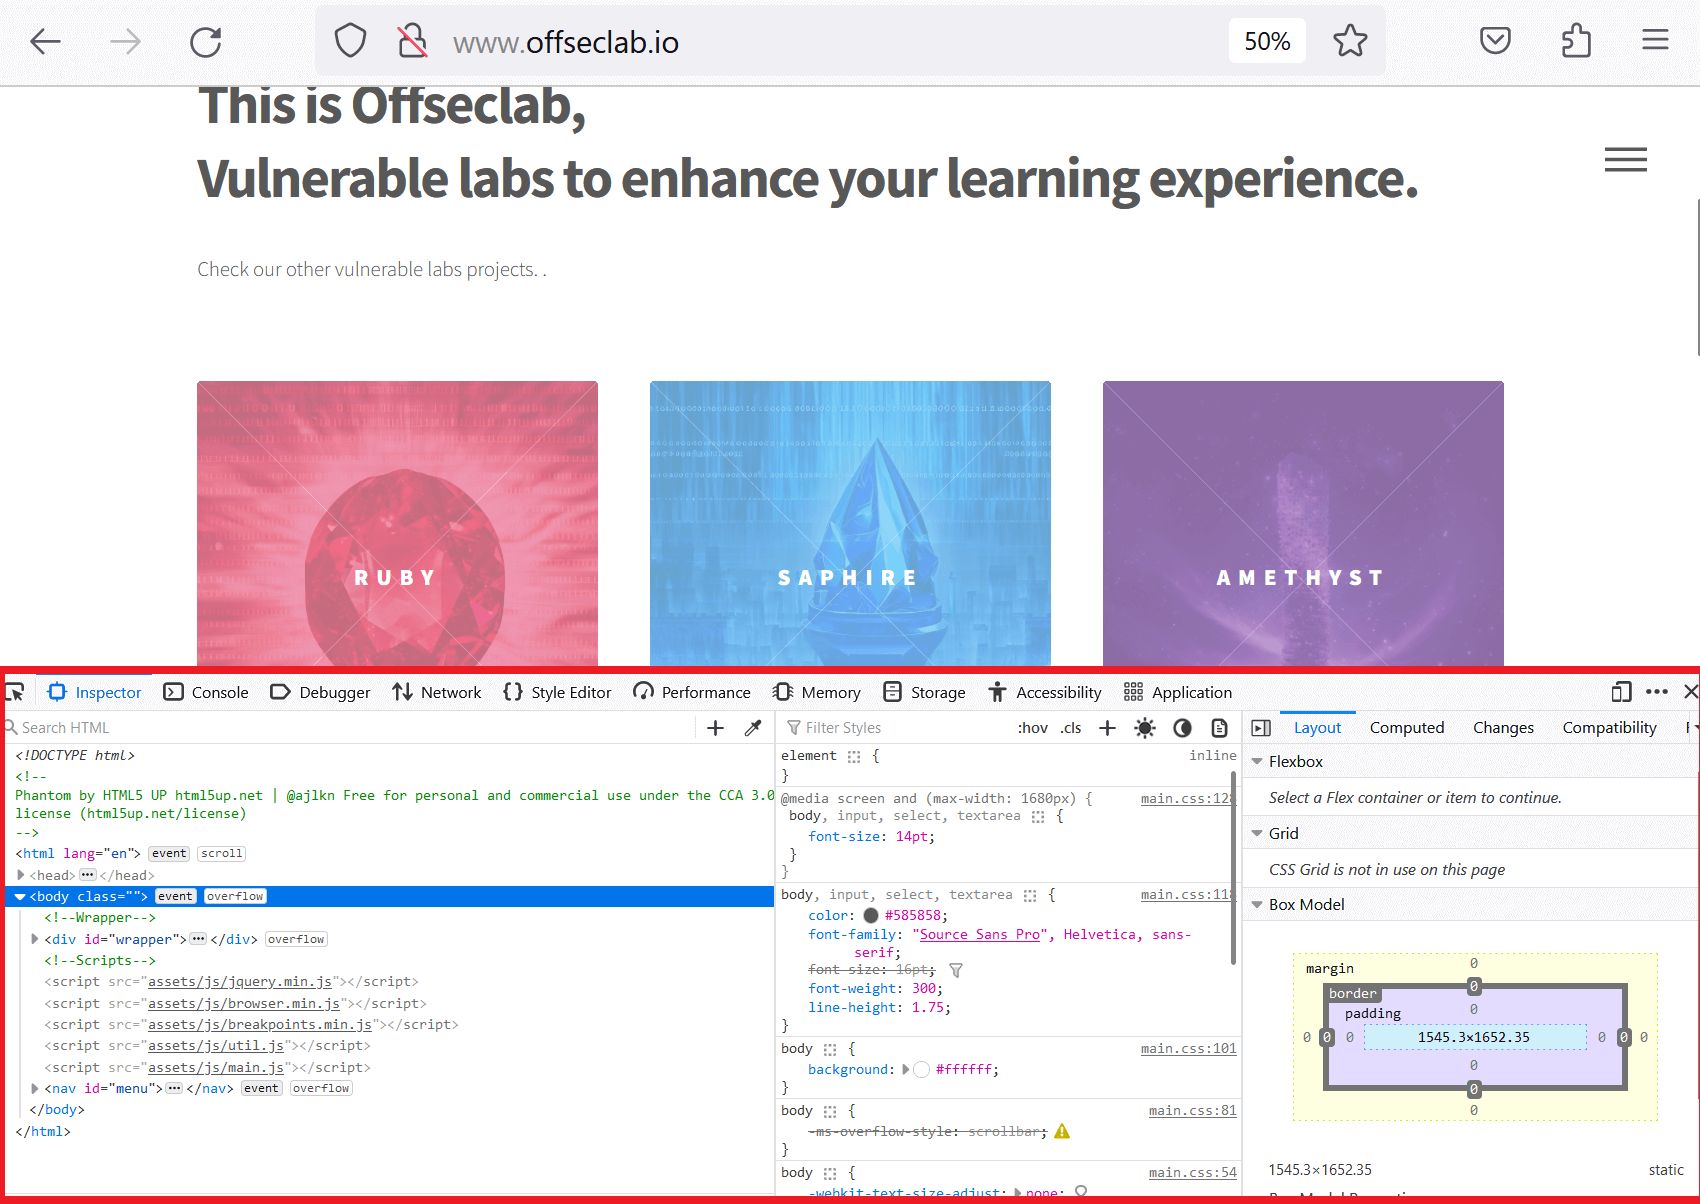 www.offseclab.io
50%
This is Offseclab,
Vulnerable labs to enhance your learning experience.
Check our other vulnerable labs projects. .
RUBY
SAPHIRE
AMETHYST
Inspector Console Debugger Network Style Editor Performance Memory Storage Accessibility Application
Search HTML
<!DOCTYPE html>
<!--
Phantom by HTML5 UP html5up.net | @ajlkn Free for personal and commercial use under the CCA 3.0
license (html5up.net/license)
-->
<html lang="en"> event scroll
<head> ••• </head>
<body class=""> event overflow
<!--Wrapper-->
<div id="wrapper"> ••• </div> overflow
<!--Scripts-->
<script src="assets/js/jquery.min.js"></script>
<script src="assets/js/browser.min.js"></script>
<script src="assets/js/breakpoints.min.js"></script>
<script src="assets/js/util.js"></script>
<script src="assets/js/main.js"></script>
<nav id="menu"> ••• </nav> event overflow
</body>
</html>
Filter Styles :hov .cls
element { inline
}
@media screen and (max-width: 1680px) { main.css:128
body, input, select, textarea {
font-size: 14pt;
}
}
body, input, select, textarea { main.css:118
color: #585858;
font-family: "Source Sans Pro", Helvetica, sans-
serif;
font-size: 16pt;
font-weight: 300;
line-height: 1.75;
}
body { main.css:101
background: #ffffff;
}
body { main.css:81
-ms-overflow-style: scrollbar;
}
body { main.css:54
-webkit-text-size-adjust: none;
Layout Computed Changes Compatibility
Flexbox
Select a Flex container or item to continue.
Grid
CSS Grid is not in use on this page
Box Model
margin 0
border 0
padding 0
0 0 0 1545.3×1652.35 0 0 0
0
0
0
1545.3×1652.35 static